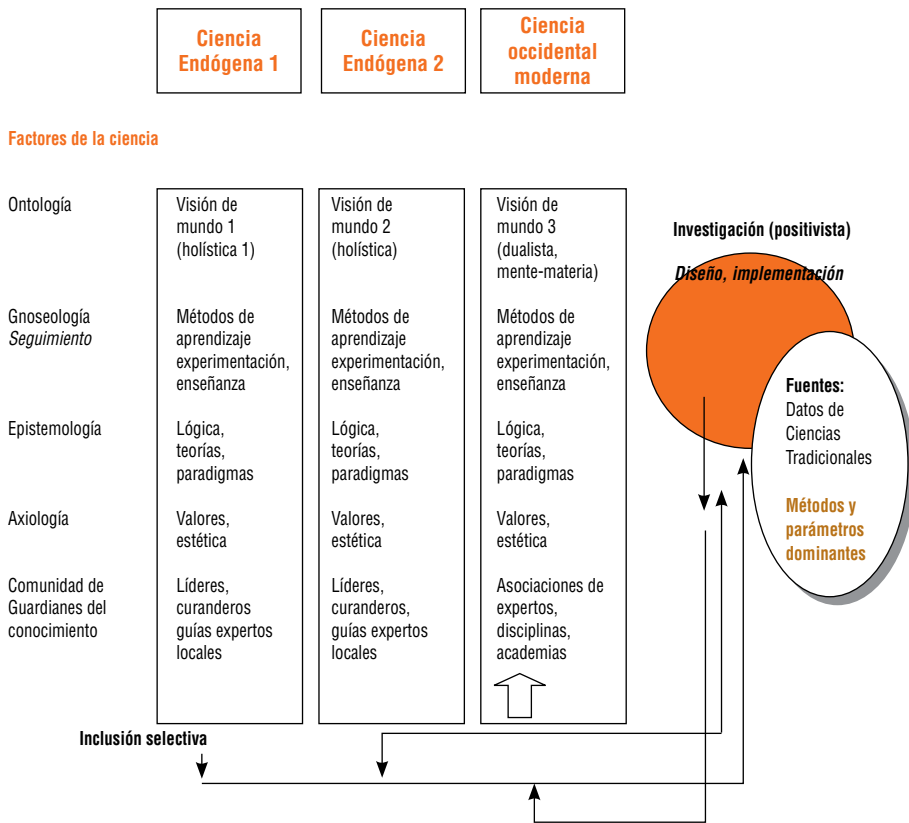 Ciencia
Endógena 1
Ciencia
Endógena 2
Ciencia
occidental
moderna
Factores de la ciencia
Ontología
Visión de
mundo 1
(holística 1)
Visión de
mundo 2
(holística)
Visión de
mundo 3
(dualista,
mente-materia)
Gnoseología
Seguimiento
Métodos de
aprendizaje
experimentación,
enseñanza
Métodos de
aprendizaje
experimentación,
enseñanza
Métodos de
aprendizaje
experimentación,
enseñanza
Epistemología
Lógica,
teorías,
paradigmas
Lógica,
teorías,
paradigmas
Lógica,
teorías,
paradigmas
Axiología
Valores,
estética
Valores,
estética
Valores,
estética
Comunidad de
Guardianes del
conocimiento
Líderes,
curanderos,
guías expertos
locales
Líderes,
curanderos,
guías expertos
locales
Asociaciones de
expertos,
disciplinas,
academias
Investigación (positivista)
Diseño, implementación
Fuentes:
Datos de
Ciencias
Tradicionales
Métodos y
parámetros
dominantes
Inclusión selectiva